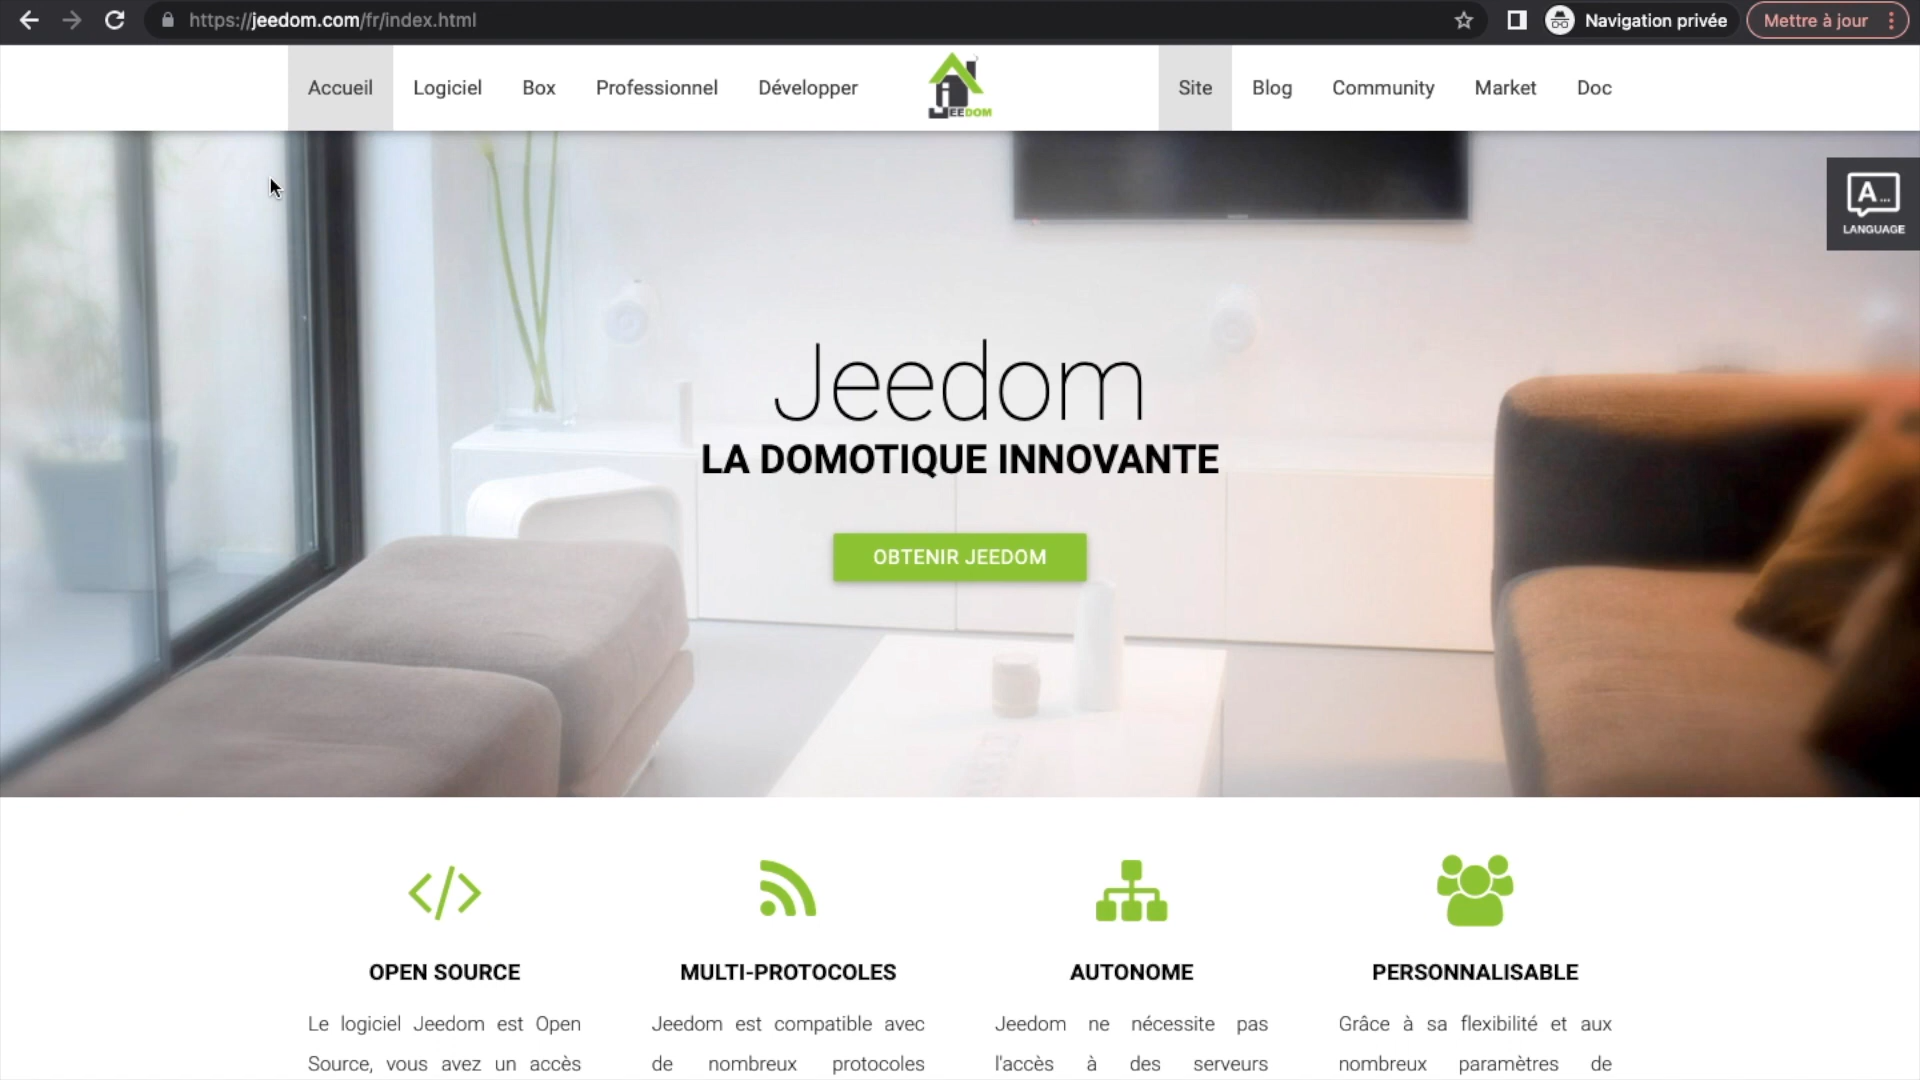 https://jeedom.com/fr/index.html
Navigation privée
Mettre à jour
Accueil
Logiciel
Box
Professionnel
Développer
JEEDOM
Site
Blog
Community
Market
Doc
A...
LANGUAGE
Jeedom
LA DOMOTIQUE INNOVANTE
OBTENIR JEEDOM
OPEN SOURCE
Le logiciel Jeedom est Open
Source, vous avez un accès
MULTI-PROTOCOLES
Jeedom est compatible avec
de nombreux protocoles
AUTONOME
Jeedom ne nécessite pas
l'accès à des serveurs
PERSONNALISABLE
Grâce à sa flexibilité et aux
nombreux paramètres de